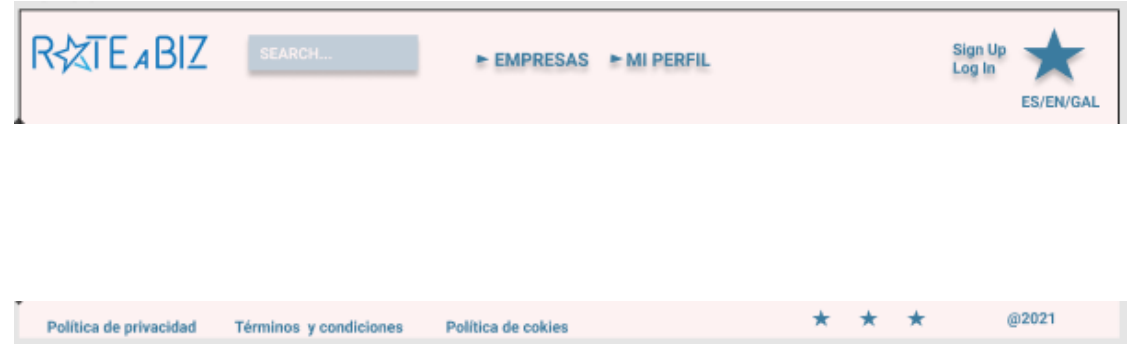 R★TE A BIZ
SEARCH...
► EMPRESAS ► MI PERFIL
Sign Up
Log In
ES/EN/GAL
Política de privacidad Términos y condiciones Política de cokies ★ ★ ★ @2021